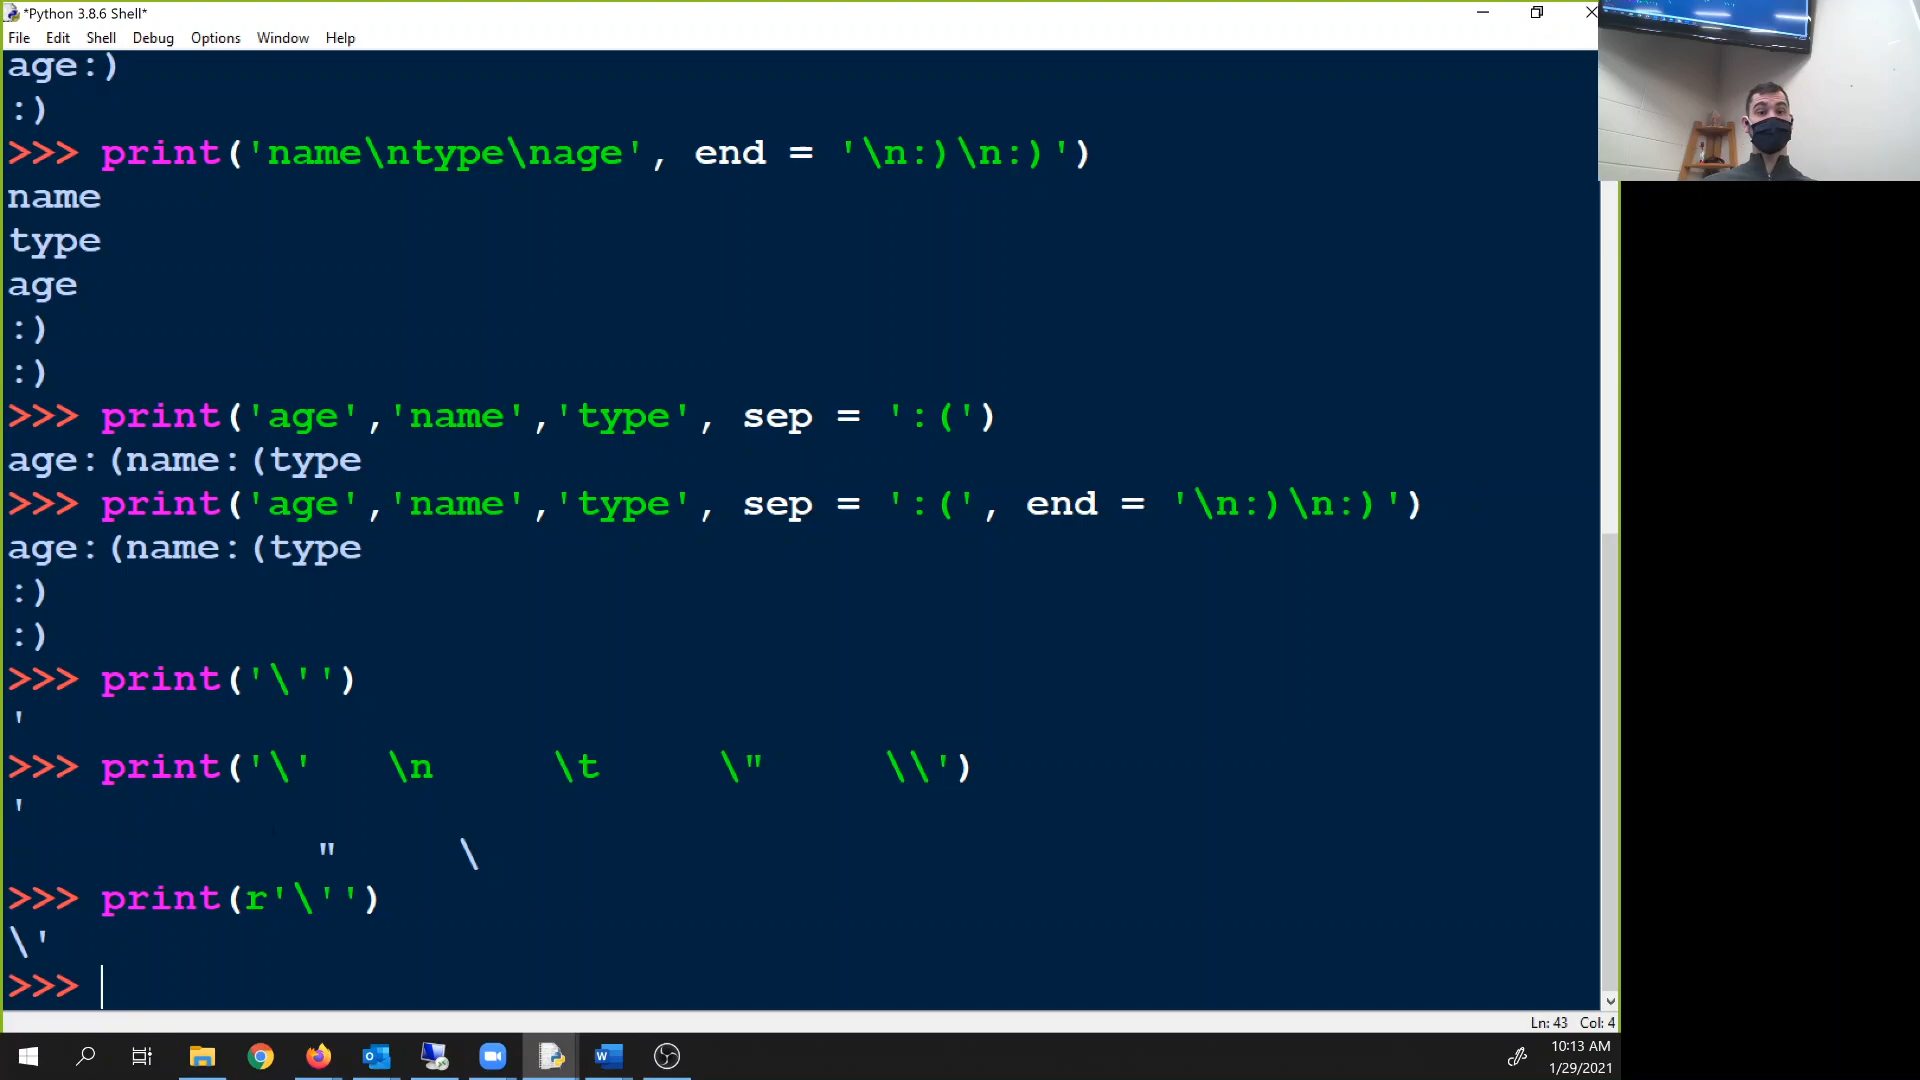 *Python 3.8.6 Shell*
File Edit Shell Debug Options Window Help
age:)
:)
>>> print('name\ntype\nage', end = '\n:)\n:)')
name
type
age
:)
:)
>>> print('age','name','type', sep = ':(')
age:(name:(type
>>> print('age','name','type', sep = ':(', end = '\n:)\n:)')
age:(name:(type
:)
:)
>>> print('\'')
'
>>> print('\'   \n     \t     \"     \\')
'
             "     \
>>> print(r'\'')
\'
>>>
Ln: 43 Col: 4
10:13 AM
1/29/2021